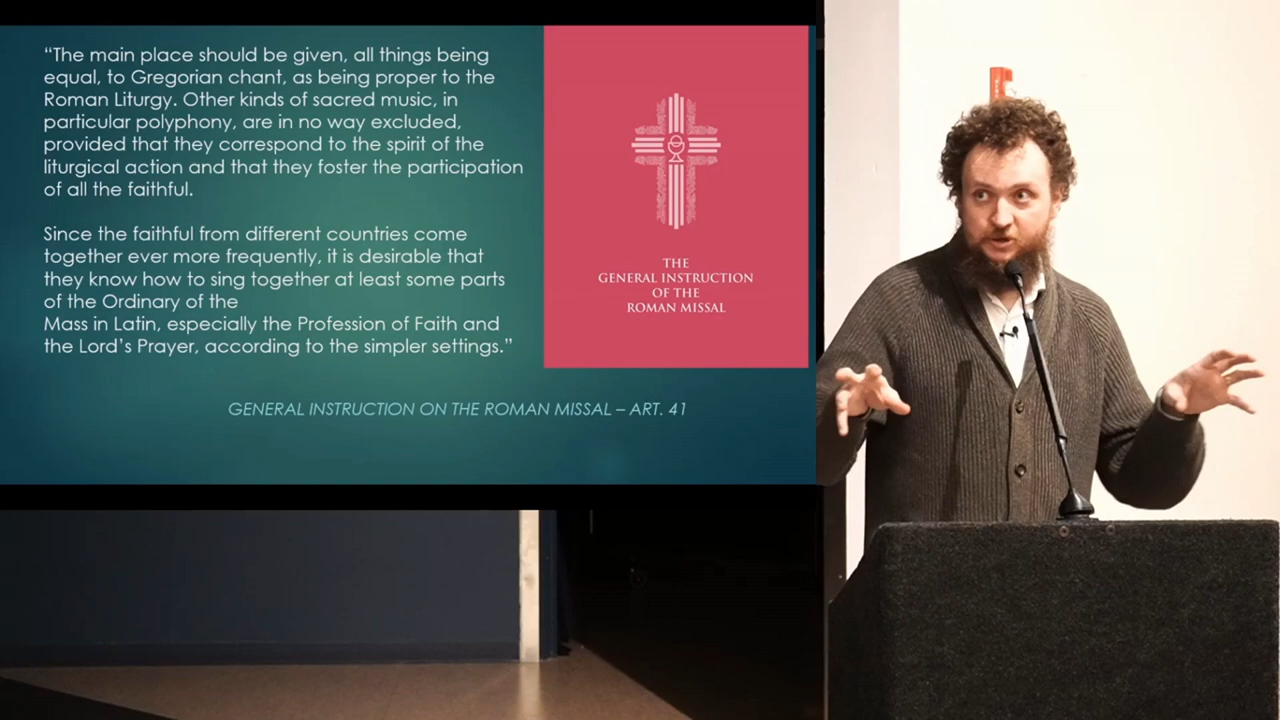 “The main place should be given, all things being
equal, to Gregorian chant, as being proper to the
Roman Liturgy. Other kinds of sacred music, in
particular polyphony, are in no way excluded,
provided that they correspond to the spirit of the
liturgical action and that they foster the participation
of all the faithful.
Since the faithful from different countries come
together ever more frequently, it is desirable that
they know how to sing together at least some parts
of the Ordinary of the
Mass in Latin, especially the Profession of Faith and
the Lord’s Prayer, according to the simpler settings.”
THE
GENERAL INSTRUCTION
OF THE
ROMAN MISSAL
GENERAL INSTRUCTION ON THE ROMAN MISSAL – ART. 41